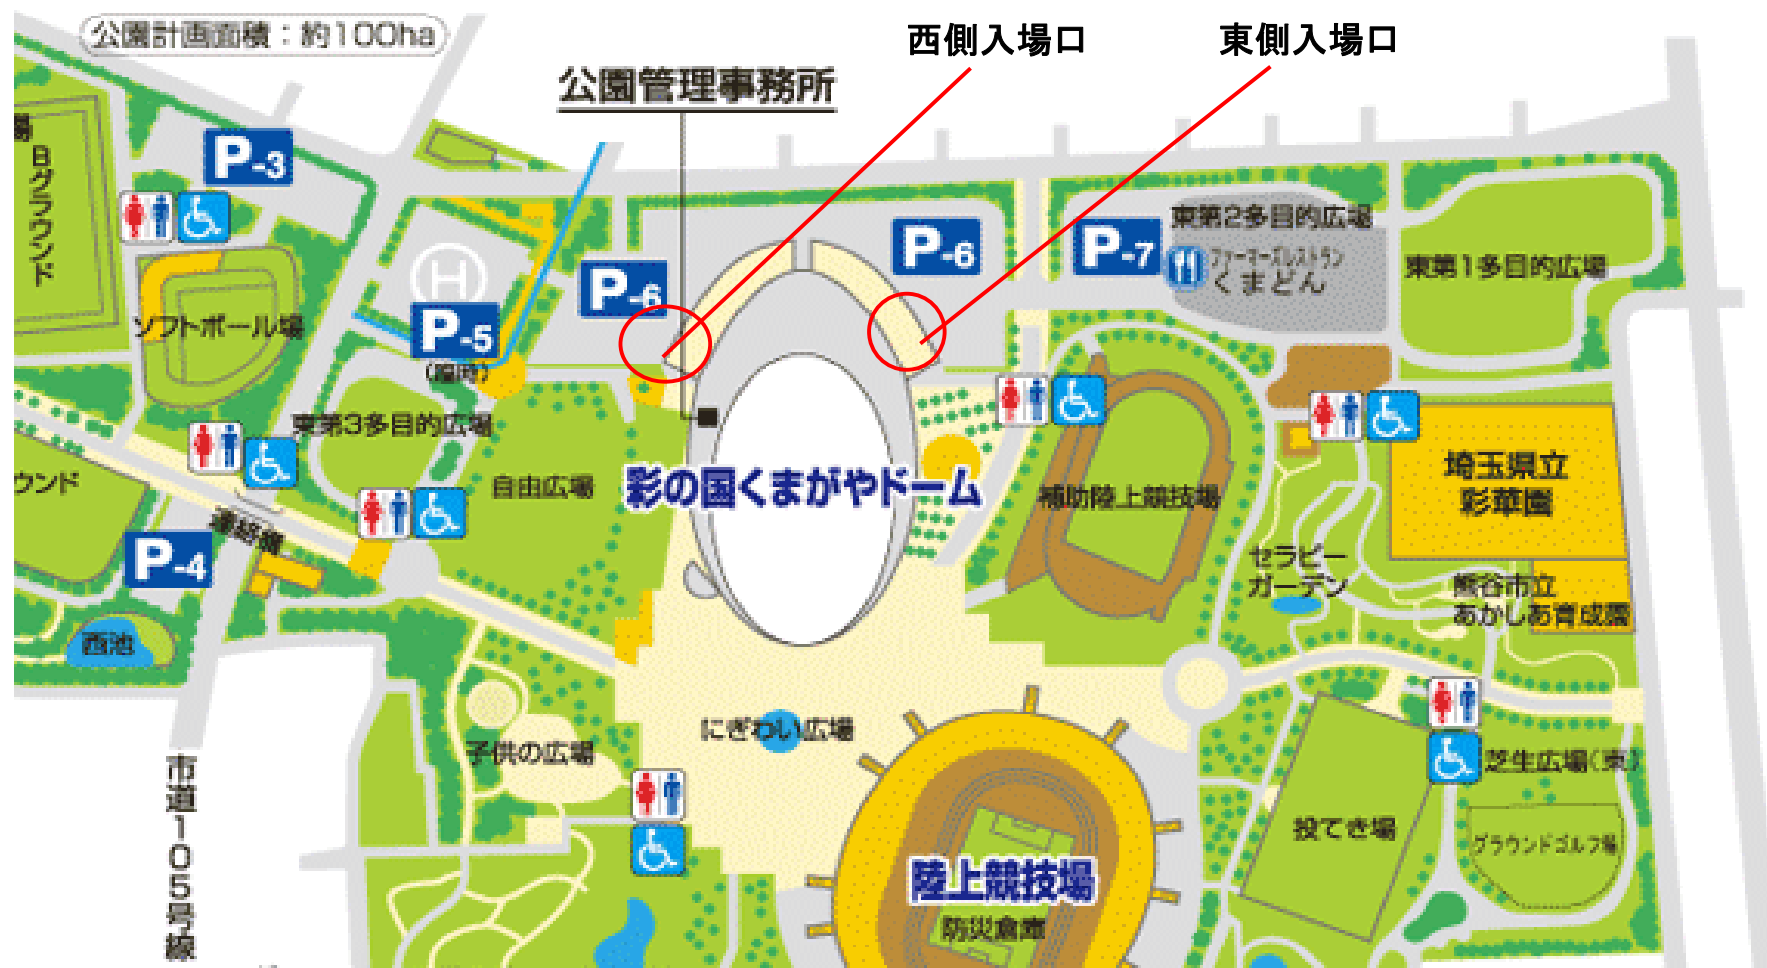 公園計画面積：約100ha
西側入場口
東側入場口
公園管理事務所
P-3
場
Bグラウンド
P-6
P-6
P-7
東第2多目的広場
ファーマーズレストラン
くまどん
東第1多目的広場
H
P-5
(臨時)
ソフトボール場
東第3多目的広場
自由広場
彩の国くまがやドーム
補助陸上競技場
埼玉県立
彩華園
ウンド
連絡橋
P-4
セラピー
ガーデン
熊谷市立
あかしあ育成園
西池
にぎわい広場
子供の広場
芝生広場(東)
市道105号線
投てき場
グラウンドゴルフ場
陸上競技場
防災倉庫